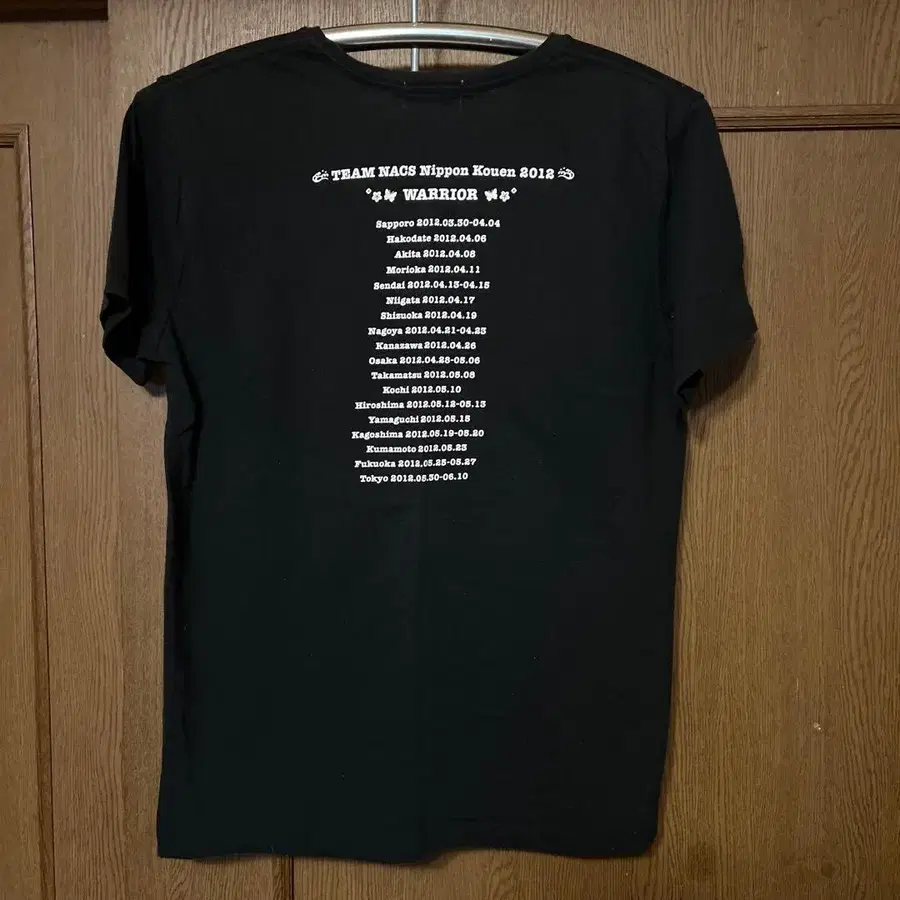 TEAM NACS Nippon Kouen 2012
WARRIOR
Sapporo 2012.03.30-04.04
Hakodate 2012.04.06
Akita 2012.04.08
Morioka 2012.04.11
Sendai 2012.04.13-04.15
Niigata 2012.04.17
Shizuoka 2012.04.19
Nagoya 2012.04.21-04.23
Kanazawa 2012.04.26
Osaka 2012.04.28-05.06
Takamatsu 2012.05.08
Kochi 2012.05.10
Hiroshima 2012.05.12-05.13
Yamaguchi 2012.05.15
Kagoshima 2012.05.19-05.20
Kumamoto 2012.05.23
Fukuoka 2012.05.25-05.27
Tokyo 2012.05.30-06.10